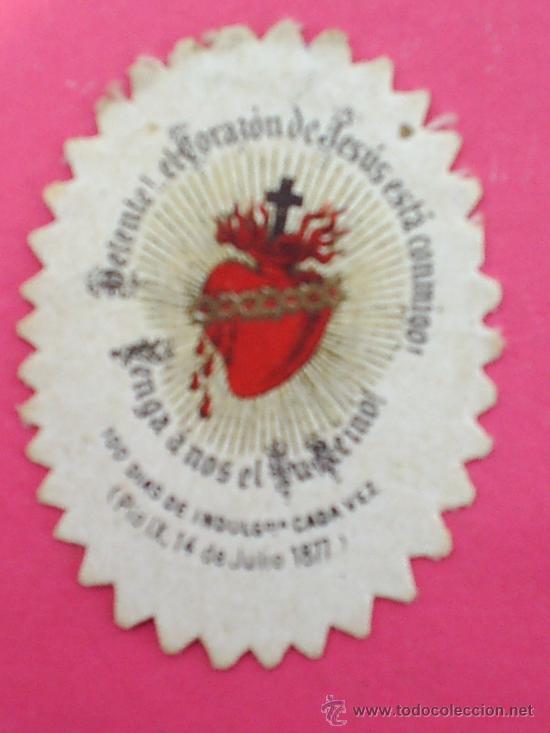 Detente! el Corazón de Jesús está conmigo!
Venga á nos el Tu Reino!
100 DIAS DE INDULGnᵃ CADA VEZ
(Pio IX, 14 de Julio 1877.)
www.todocoleccion.net